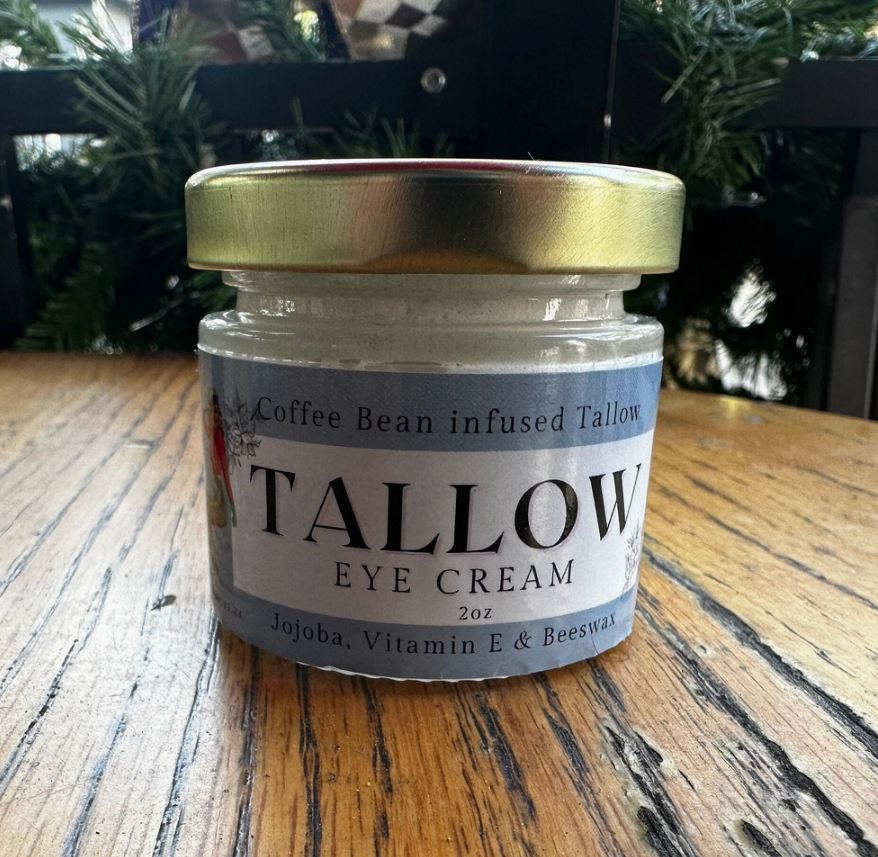 Coffee Bean infused Tallow
TALLOW
EYE CREAM
2oz
Jojoba, Vitamin E & Beeswax